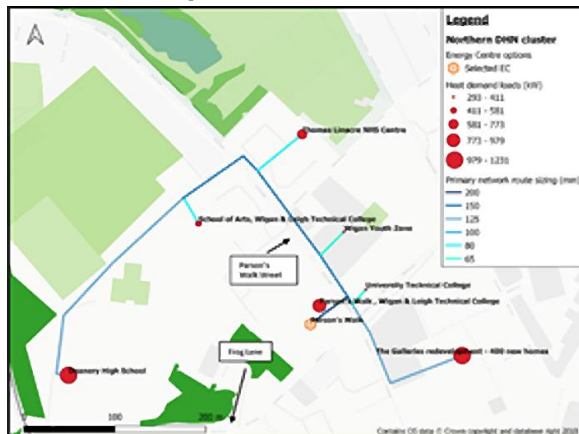 Legend
Northern DHN cluster
Energy Centre options
Selected EC
Heat demand loads (kW)
293 - 411
411 - 581
581 - 773
773 - 979
979 - 1231
Primary network route sizing (mm)
200
150
125
100
80
65
Thomas Linacre NHS Centre
School of Arts, Wigan & Leigh Technical College
Wigan Youth Zone
Parson's
Walk Street
University Technical College
Parson's Walk, Wigan & Leigh Technical College
Parson's Walk
The Galleries redevelopment - 400 new homes
Frog Lane
Deanery High School
0 100 200 m
Contains OS data © Crown copyright and database right